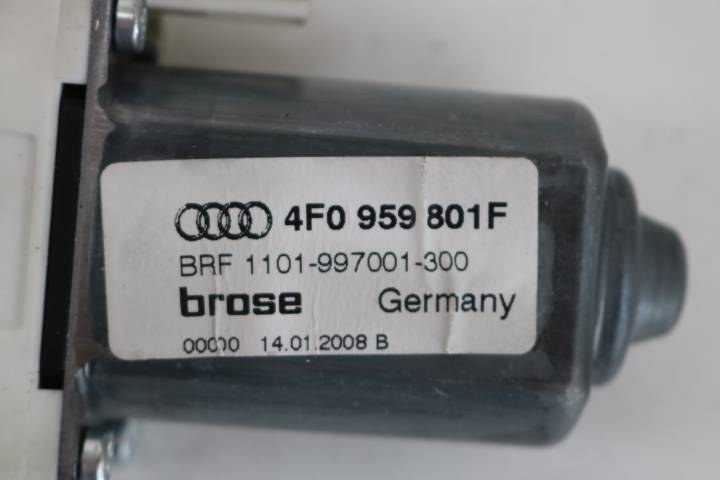 4F0 959 801F
BRF 1101-997001-300
brose Germany
00000 14.01.2008 B